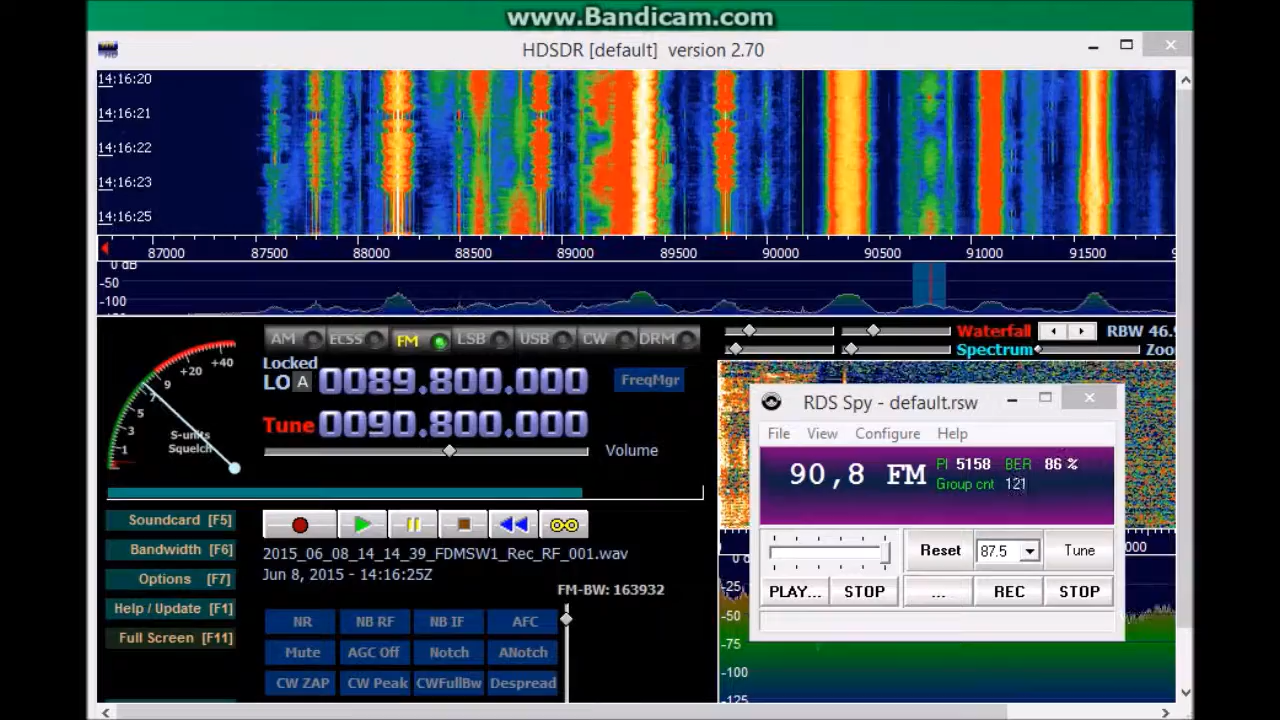 www.Bandicam.com
HDSDR [default] version 2.70
14:16:20
14:16:21
14:16:22
14:16:23
14:16:25
87000 87500 88000 88500 89000 89500 90000 90500 91000 91500
0 dB
-50
-100
AM ECSS FM LSB USB CW DRM
Waterfall RBW 46.9
Spectrum Zoo
Locked
LO A 0089.800.000 FreqMgr
Tune 0090.800.000
Volume
+40
+20
9
5
3
1
S-units
Squelch
RDS Spy - default.rsw
File View Configure Help
90,8 FM PI 5158 BER 86 %
Group cnt 121
Reset 87.5 Tune
PLAY... STOP ... REC STOP
000
-25
-50
-75
-100
-125
Soundcard [F5]
Bandwidth [F6]
Options [F7]
Help / Update [F1]
Full Screen [F11]
2015_06_08_14_14_39_FDMSW1_Rec_RF_001.wav
Jun 8, 2015 - 14:16:25Z
FM-BW: 163932
NR NB RF NB IF AFC
Mute AGC Off Notch ANotch
CW ZAP CW Peak CWFullBw Despread